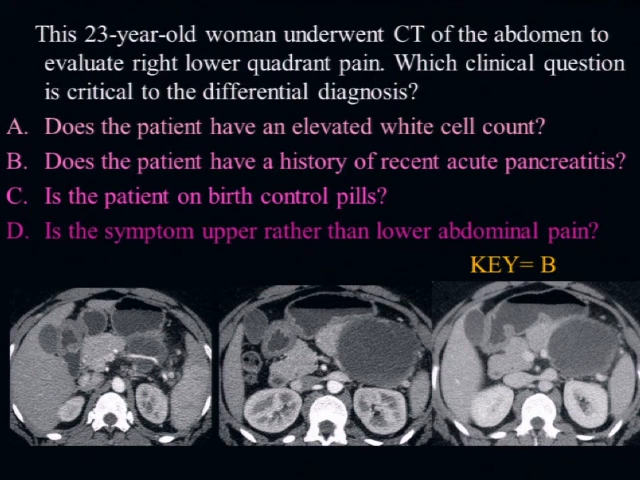 This 23-year-old woman underwent CT of the abdomen to
evaluate right lower quadrant pain. Which clinical question
is critical to the differential diagnosis?
A. Does the patient have an elevated white cell count?
B. Does the patient have a history of recent acute pancreatitis?
C. Is the patient on birth control pills?
D. Is the symptom upper rather than lower abdominal pain?
KEY= B